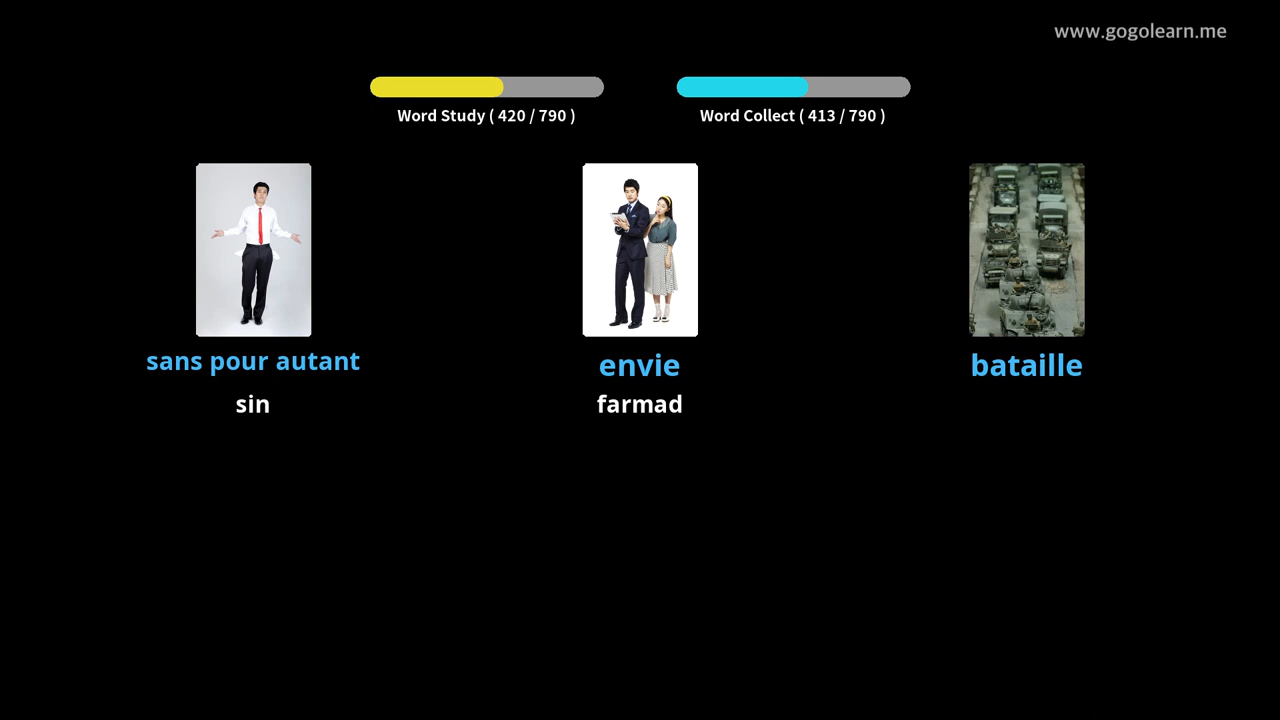 www.gogolearn.me
Word Study ( 420 / 790 )
Word Collect ( 413 / 790 )
sans pour autant
envie
bataille
sin
farmad